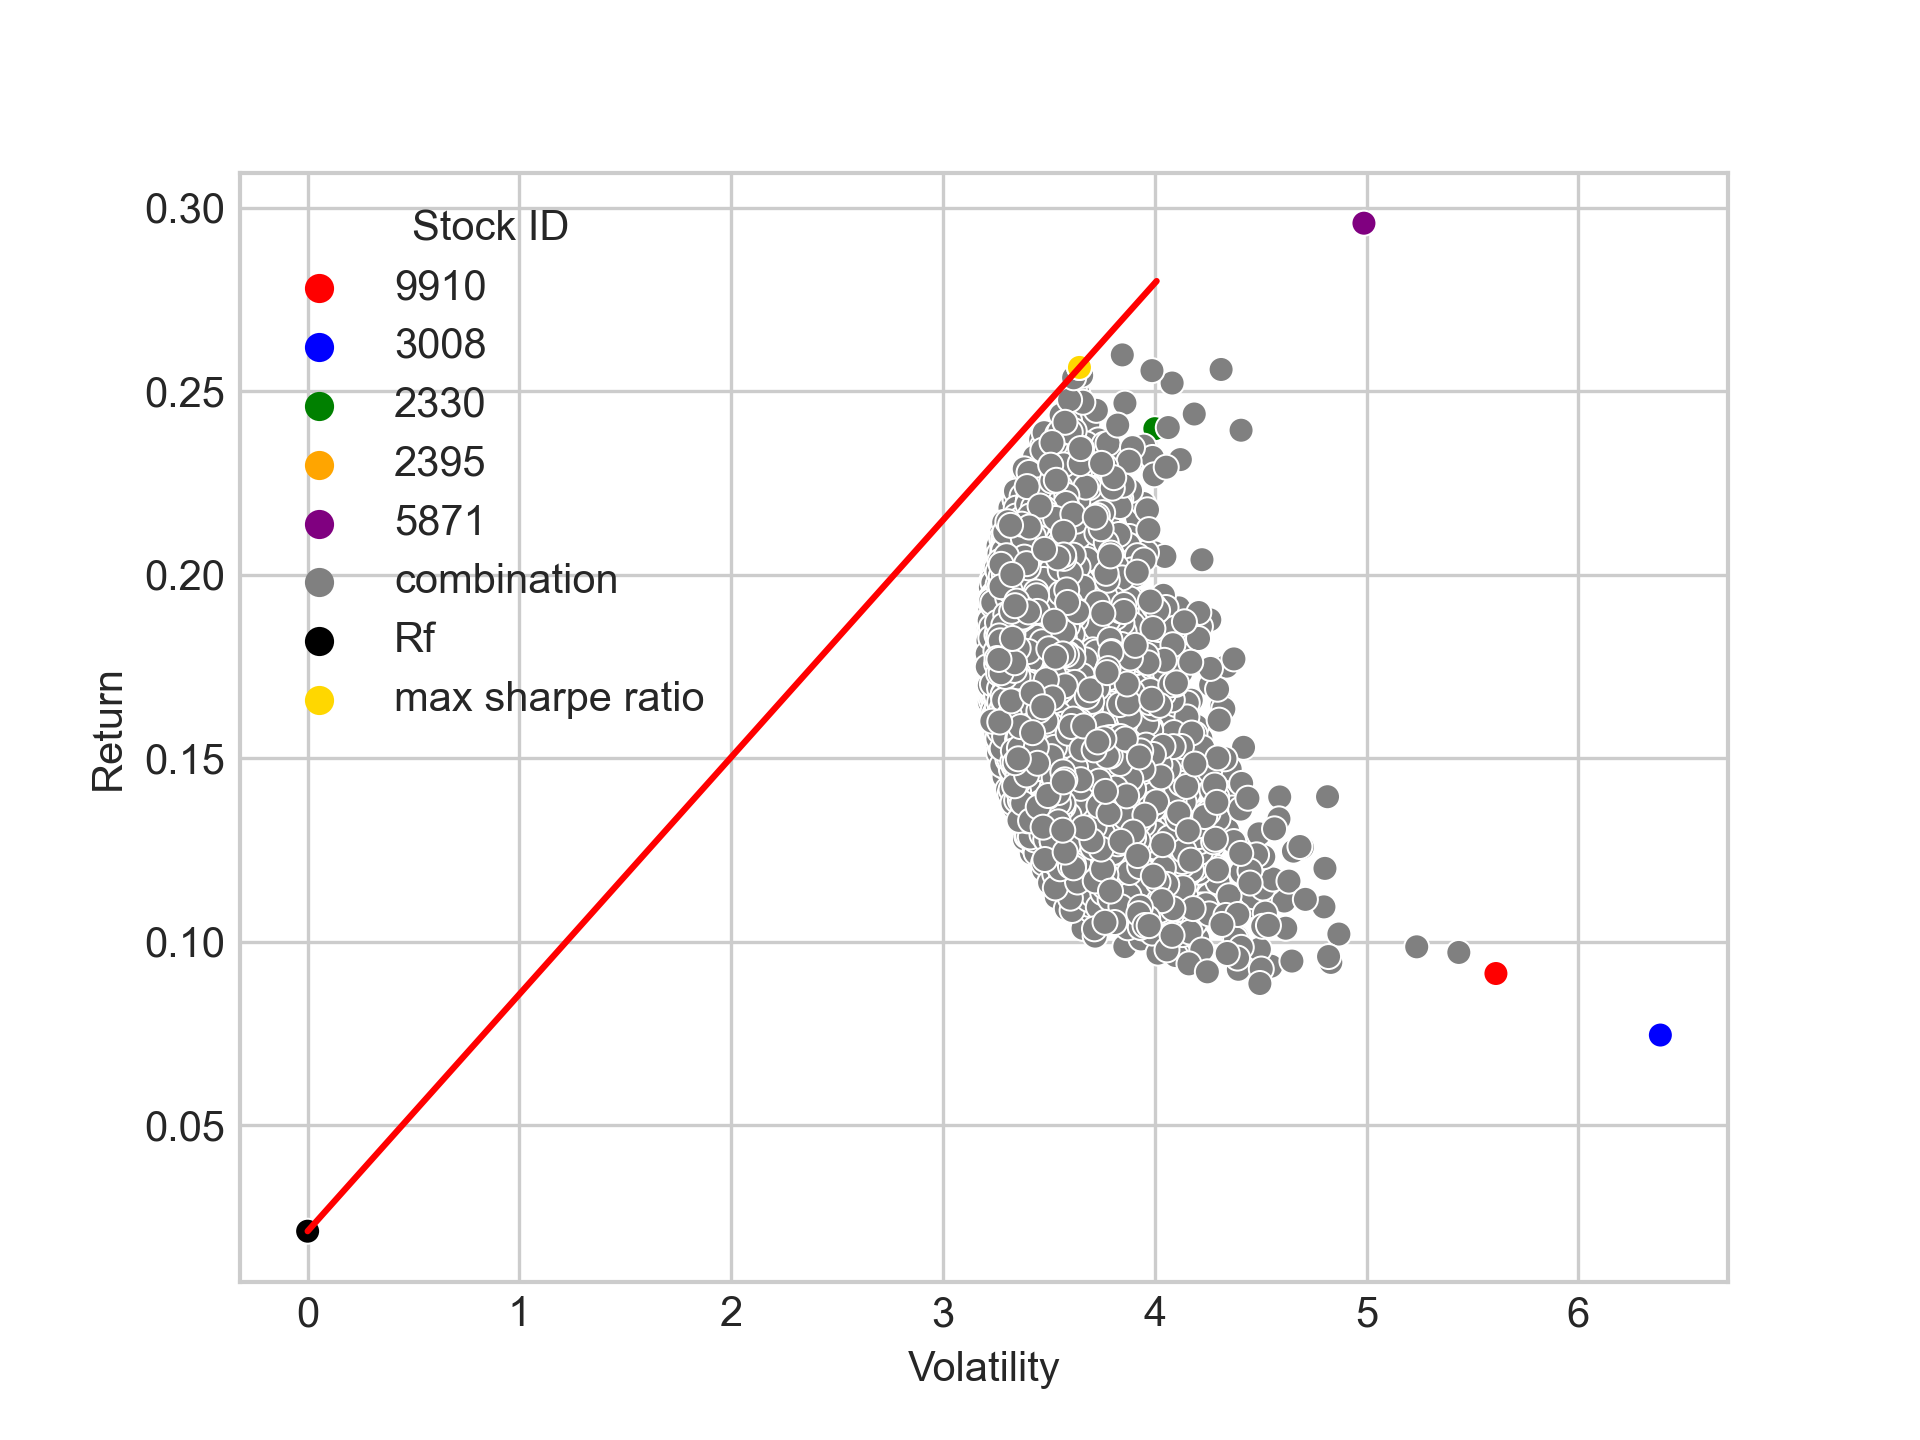 0.30
0.25
0.20
0.15
0.10
0.05
Return
Stock ID
9910
3008
2330
2395
5871
combination
Rf
max sharpe ratio
0 1 2 3 4 5 6
Volatility